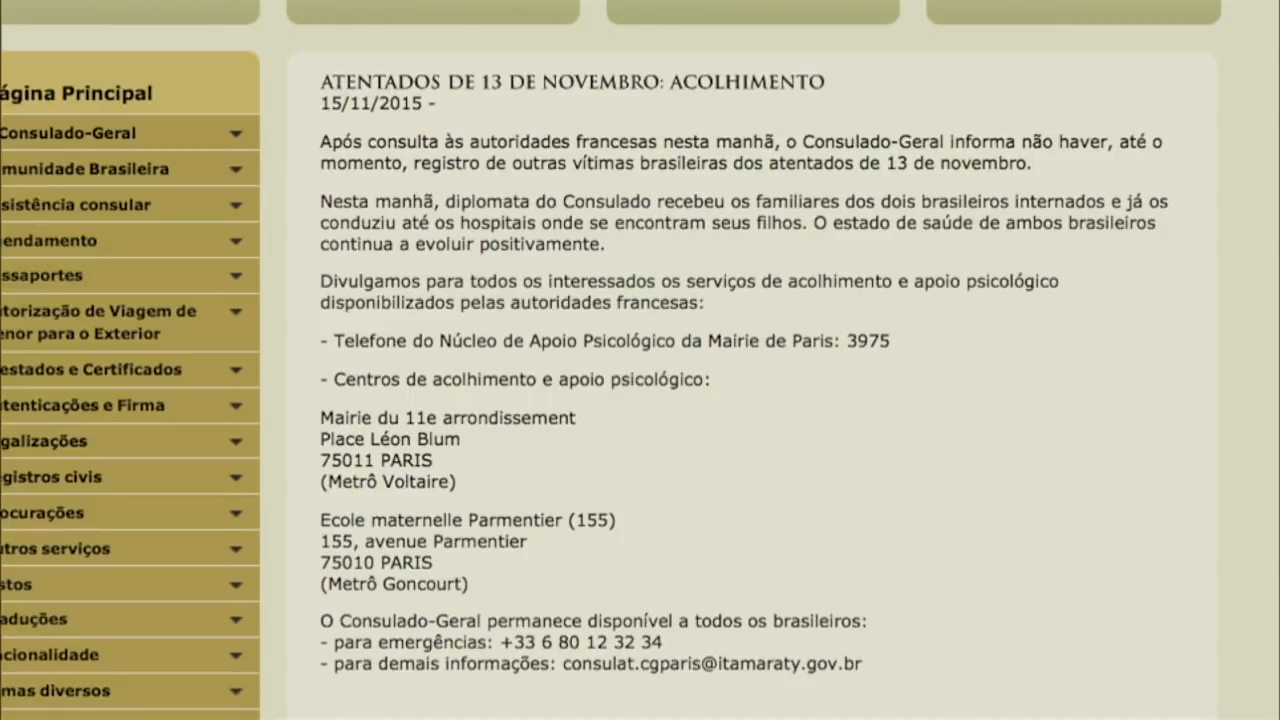 ágina Principal
Consulado-Geral
munidade Brasileira
sistência consular
endamento
ssaportes
torização de Viagem de
enor para o Exterior
estados e Certificados
tenticações e Firma
galizações
gistros civis
ocurações
utros serviços
stos
aduções
cionalidade
mas diversos
ATENTADOS DE 13 DE NOVEMBRO: ACOLHIMENTO
15/11/2015 -
Após consulta às autoridades francesas nesta manhã, o Consulado-Geral informa não haver, até o
momento, registro de outras vítimas brasileiras dos atentados de 13 de novembro.
Nesta manhã, diplomata do Consulado recebeu os familiares dos dois brasileiros internados e já os
conduziu até os hospitais onde se encontram seus filhos. O estado de saúde de ambos brasileiros
continua a evoluir positivamente.
Divulgamos para todos os interessados os serviços de acolhimento e apoio psicológico
disponibilizados pelas autoridades francesas:
- Telefone do Núcleo de Apoio Psicológico da Mairie de Paris: 3975
- Centros de acolhimento e apoio psicológico:
Mairie du 11e arrondissement
Place Léon Blum
75011 PARIS
(Metrô Voltaire)
Ecole maternelle Parmentier (155)
155, avenue Parmentier
75010 PARIS
(Metrô Goncourt)
O Consulado-Geral permanece disponível a todos os brasileiros:
- para emergências: +33 6 80 12 32 34
- para demais informações: consulat.cgparis@itamaraty.gov.br